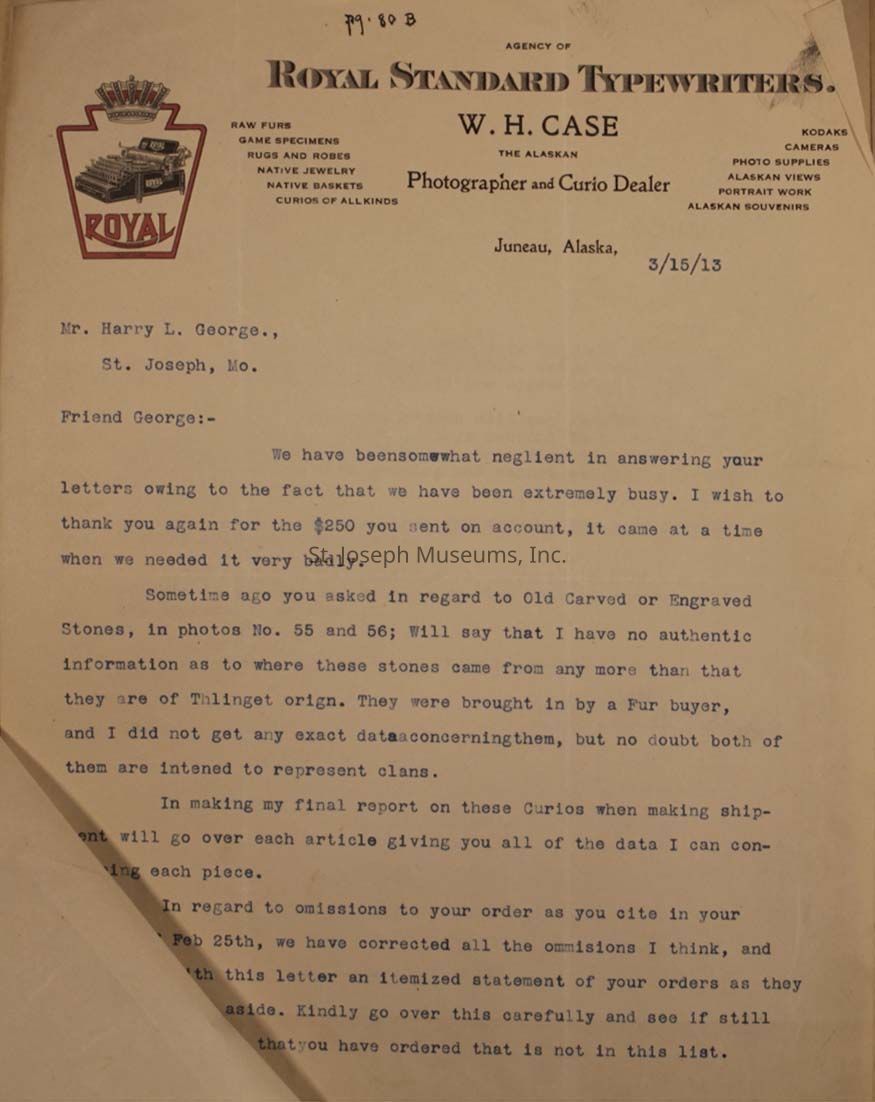 pg. 80 B
AGENCY OF
ROYAL STANDARD TYPEWRITERS.
W. H. CASE
THE ALASKAN
Photographer and Curio Dealer
RAW FURS
GAME SPECIMENS
RUGS AND ROBES
NATIVE JEWELRY
NATIVE BASKETS
CURIOS OF ALL KINDS
KODAKS
CAMERAS
PHOTO SUPPLIES
ALASKAN VIEWS
PORTRAIT WORK
ALASKAN SOUVENIRS
ROYAL
Juneau, Alaska,
3/15/13
Mr. Harry L. George.,
St. Joseph, Mo.
Friend George:-
We have beensomewwhat neglient in answering your
letters owing to the fact that we have been extremely busy. I wish to
thank you again for the $250 you sent on account, it came at a time
when we needed it very badly.
St. Joseph Museums, Inc.
Sometime ago you asked in regard to Old Carved or Engraved
Stones, in photos No. 55 and 56; Will say that I have no authentic
information as to where these stones came from any more than that
they are of Thlinget orign. They were brought in by a Fur buyer,
and I did not get any exact dataaconcerningthem, but no doubt both of
them are intened to represent clans.
In making my final report on these Curios when making ship-
ent will go over each article giving you all of the data I can con-
ing each piece.
In regard to omissions to your order as you cite in your
Feb 25th, we have corrected all the ommisions I think, and
th this letter an itemized statement of your orders as they
aside. Kindly go over this carefully and see if still
thatyou have ordered that is not in this list.